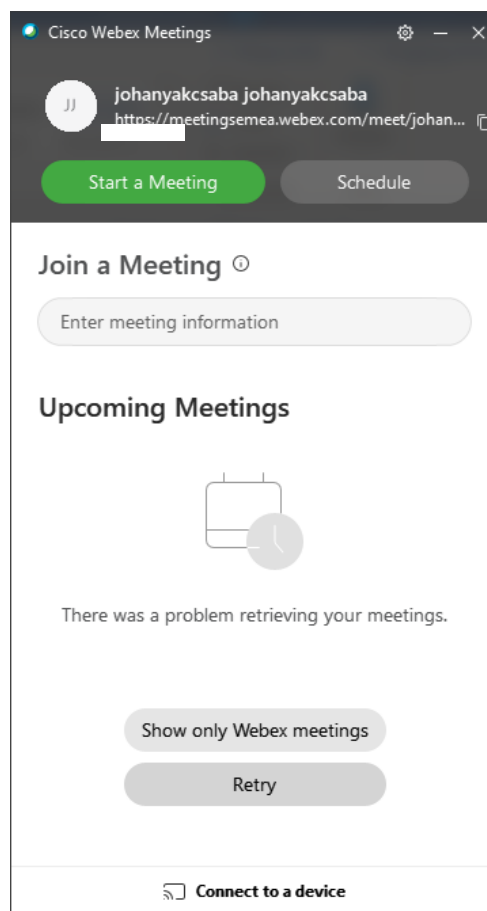 Cisco Webex Meetings
JJ
johanyakcsaba johanyakcsaba
https://meetingsemea.webex.com/meet/johan...
Start a Meeting
Schedule
Join a Meeting
Enter meeting information
Upcoming Meetings
There was a problem retrieving your meetings.
Show only Webex meetings
Retry
Connect to a device